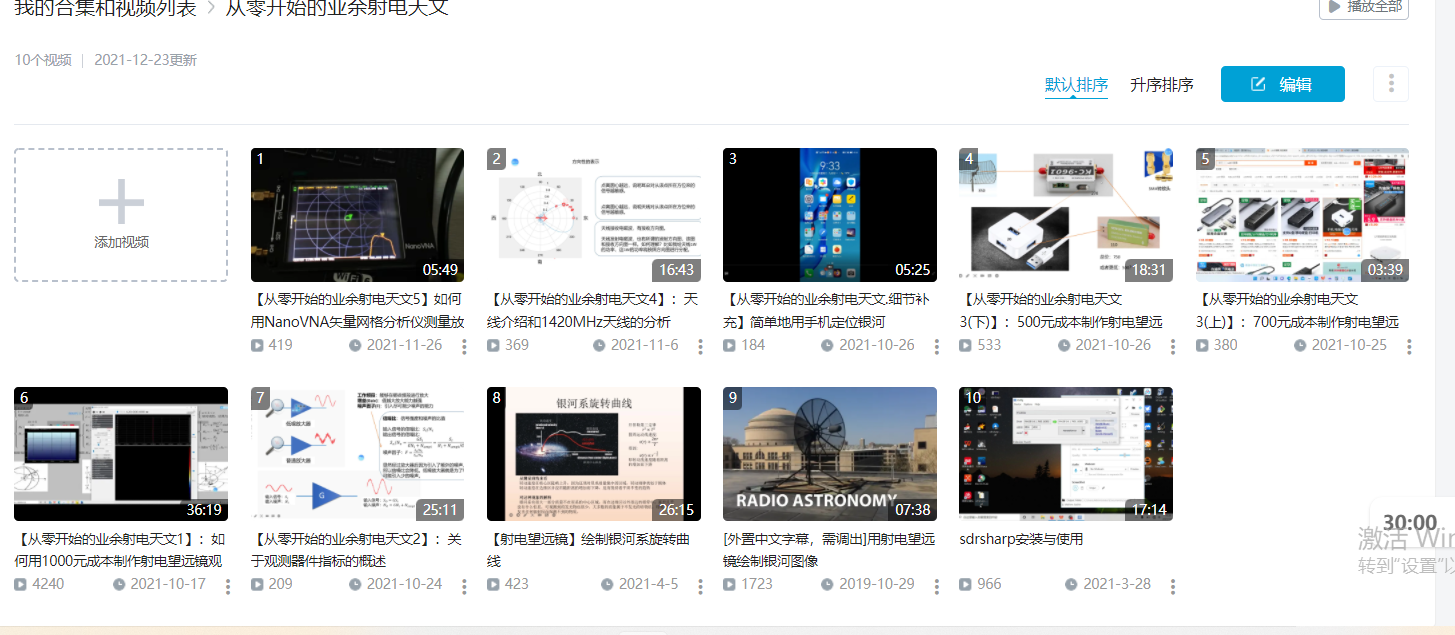 我的合集和视频列表 > 从零开始的业余射电天文
播放全部
10个视频 | 2021-12-23更新
默认排序 升序排序 编辑
添加视频
1
NanoVNA
WiFi
05:49
【从零开始的业余射电天文5】如何
用NanoVNA矢量网格分析仪测量放
419 2021-11-26
2
16:43
【从零开始的业余射电天文4】：天
线介绍和1420MHz天线的分析
369 2021-11-6
3
9:33
05:25
【从零开始的业余射电天文.细节补
充】简单地用手机定位银河
184 2021-10-26
4
KC-9601
18:31
【从零开始的业余射电天文
3(下)】：500元成本制作射电望远
533 2021-10-26
5
03:39
【从零开始的业余射电天文
3(上)】：700元成本制作射电望远
380 2021-10-25
6
36:19
【从零开始的业余射电天文1】：如
何用1000元成本制作射电望远镜观
4240 2021-10-17
7
低噪放大器
普通放大器
G
25:11
【从零开始的业余射电天文2】：关
于观测器件指标的概述
209 2021-10-24
8
银河系旋转曲线
26:15
【射电望远镜】绘制银河系旋转曲
线
423 2021-4-5
9
RADIO ASTRONOMY
07:38
[外置中文字幕，需调出]用射电望远
镜绘制银河图像
1723 2019-10-29
10
17:14
sdrsharp安装与使用
966 2021-3-28
30:00
激活 Win
转到"设置"以